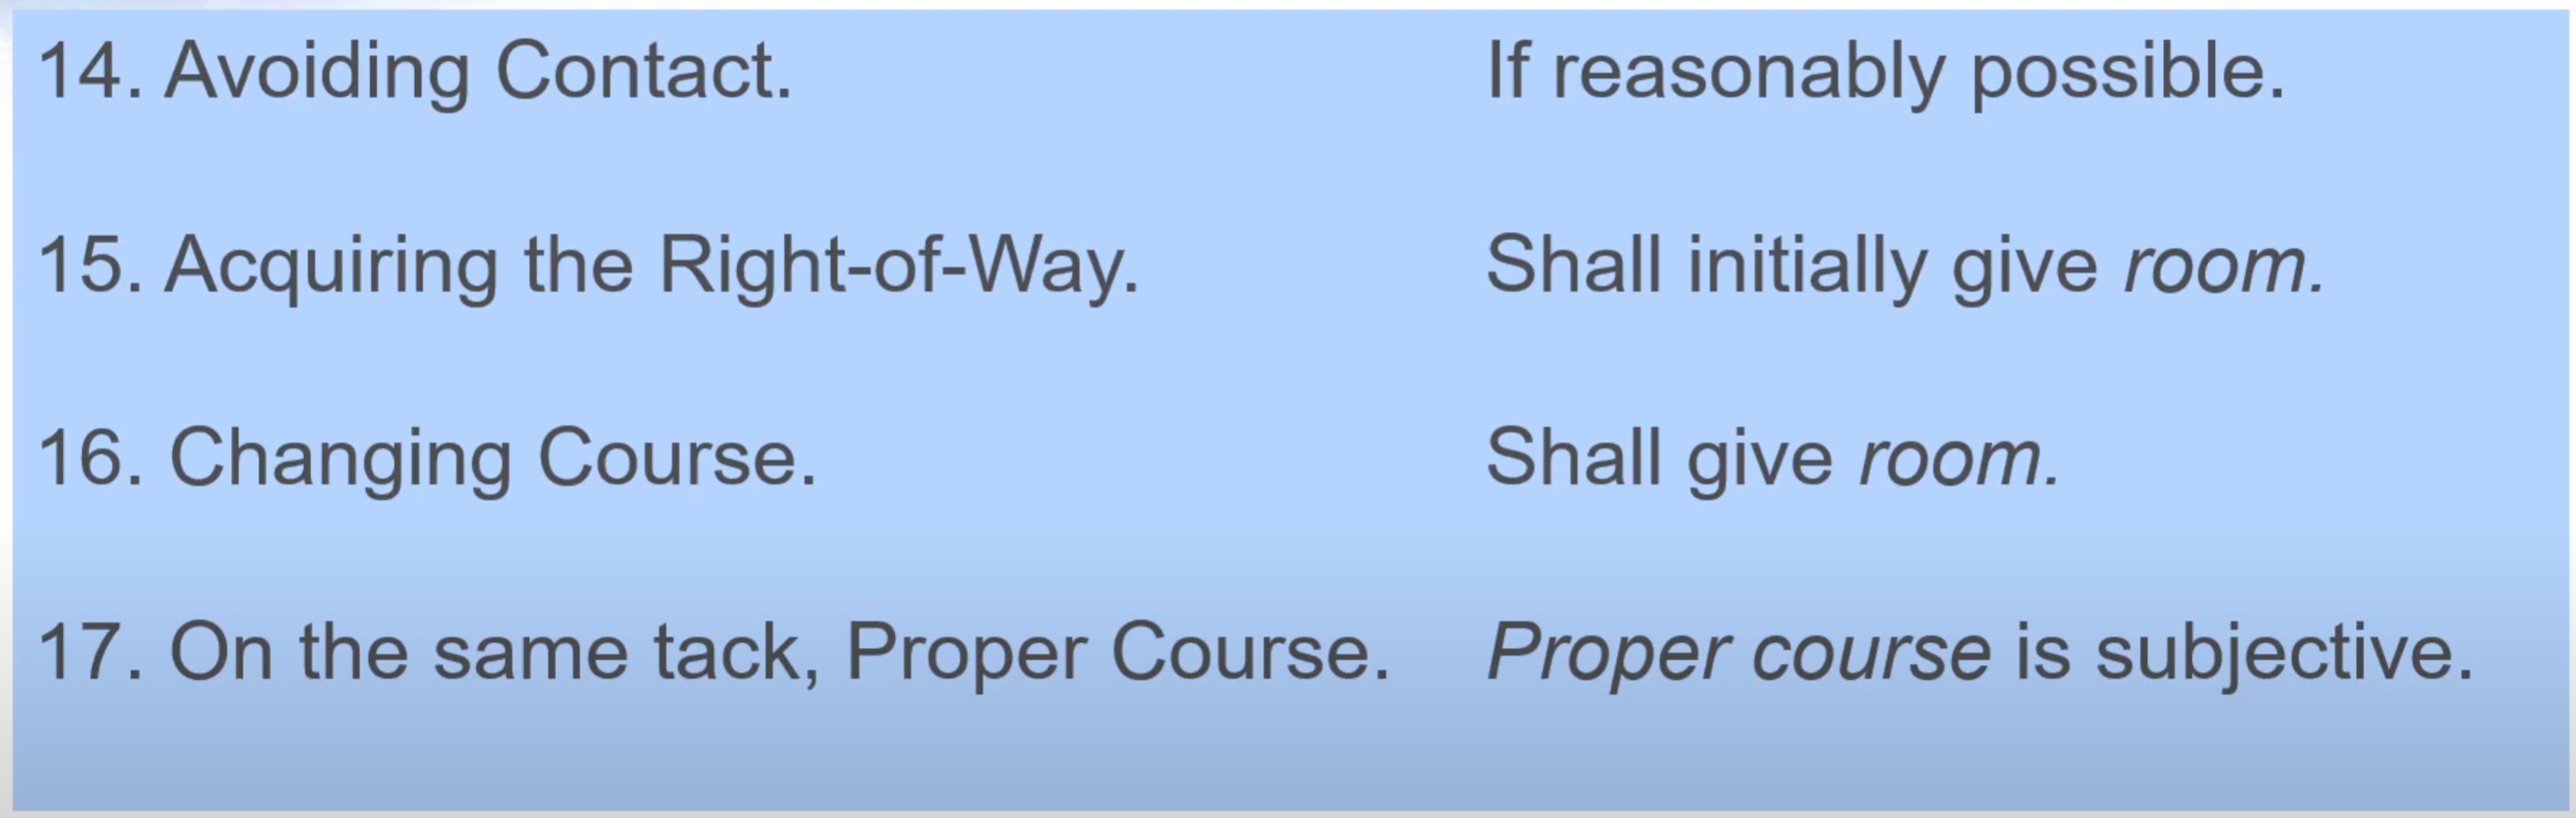 14. Avoiding Contact. If reasonably possible.
15. Acquiring the Right-of-Way. Shall initially give room.
16. Changing Course. Shall give room.
17. On the same tack, Proper Course. Proper course is subjective.